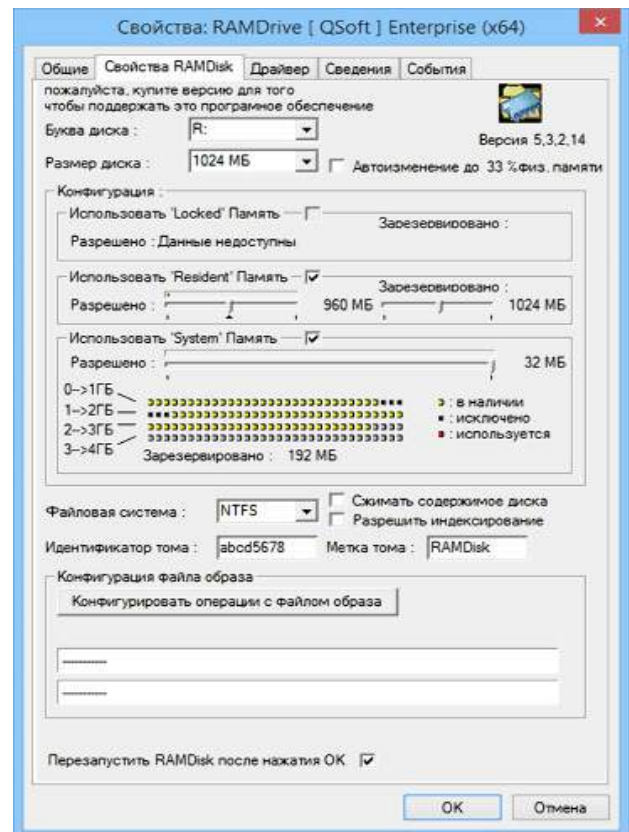 Свойства: RAMDrive [ QSoft ] Enterprise (x64)
Общие Свойства RAMDisk Драйвер Сведения События
пожалуйста, купите версию для того
чтобы поддержать это програмное обеспечение
Буква диска : R:
Версия 5,3,2,14
Размер диска : 1024 МБ Автоизменение до 33 % физ. памяти
Конфигурация :
Использовать 'Locked' Память
Зарезервировано :
Разрешено : Данные недоступны
Использовать 'Resident' Память
Зарезервировано :
Разрешено : 960 МБ 1024 МБ
Использовать 'System' Память
Разрешено : 32 МБ
0-->1ГБ : в наличии
1-->2ГБ : исключено
2-->3ГБ : используется
3-->4ГБ
Зарезервировано : 192 МБ
Файловая система : NTFS Сжимать содержимое диска
Разрешить индексирование
Идентификатор тома : abcd5678 Метка тома : RAMDisk
Конфигурация файла образа
Конфигурировать операции с файлом образа
-----------
-----------
Перезапустить RAMDisk после нажатия OK
OK Отмена